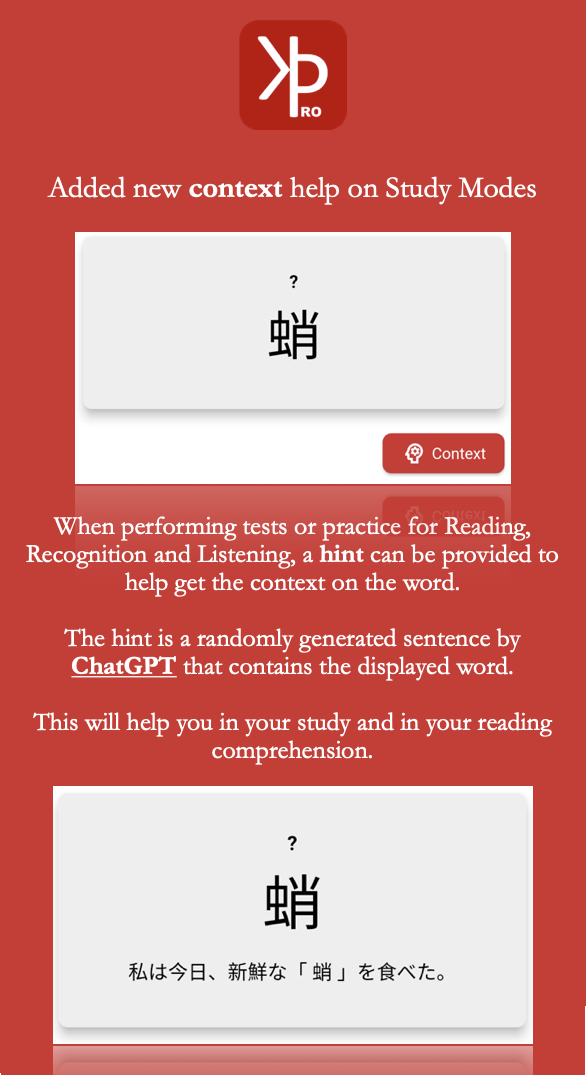 KP
RO
Added new context help on Study Modes
?
蛸
Context
When performing tests or practice for Reading,
Recognition and Listening, a hint can be provided to
help get the context on the word.
The hint is a randomly generated sentence by
ChatGPT that contains the displayed word.
This will help you in your study and in your reading
comprehension.
?
蛸
私は今日、新鮮な「 蛸 」を食べた。